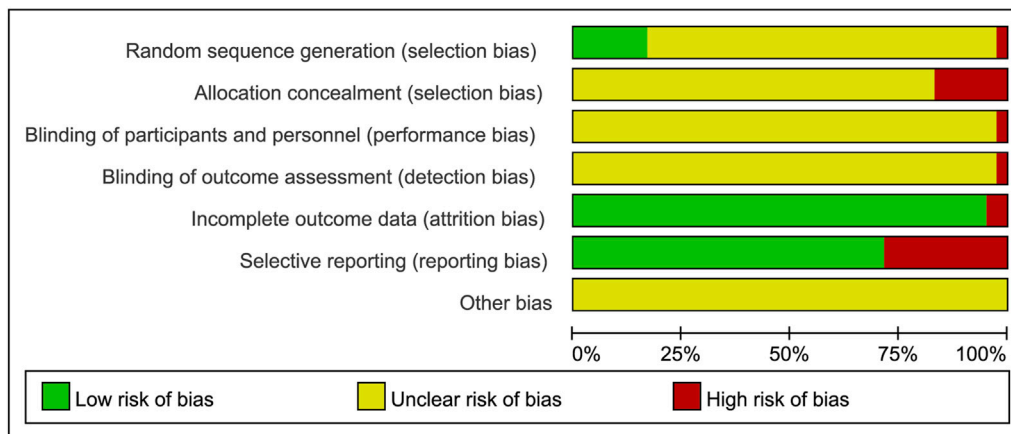 Random sequence generation (selection bias)
Allocation concealment (selection bias)
Blinding of participants and personnel (performance bias)
Blinding of outcome assessment (detection bias)
Incomplete outcome data (attrition bias)
Selective reporting (reporting bias)
Other bias
0% 25% 50% 75% 100%
Low risk of bias Unclear risk of bias High risk of bias